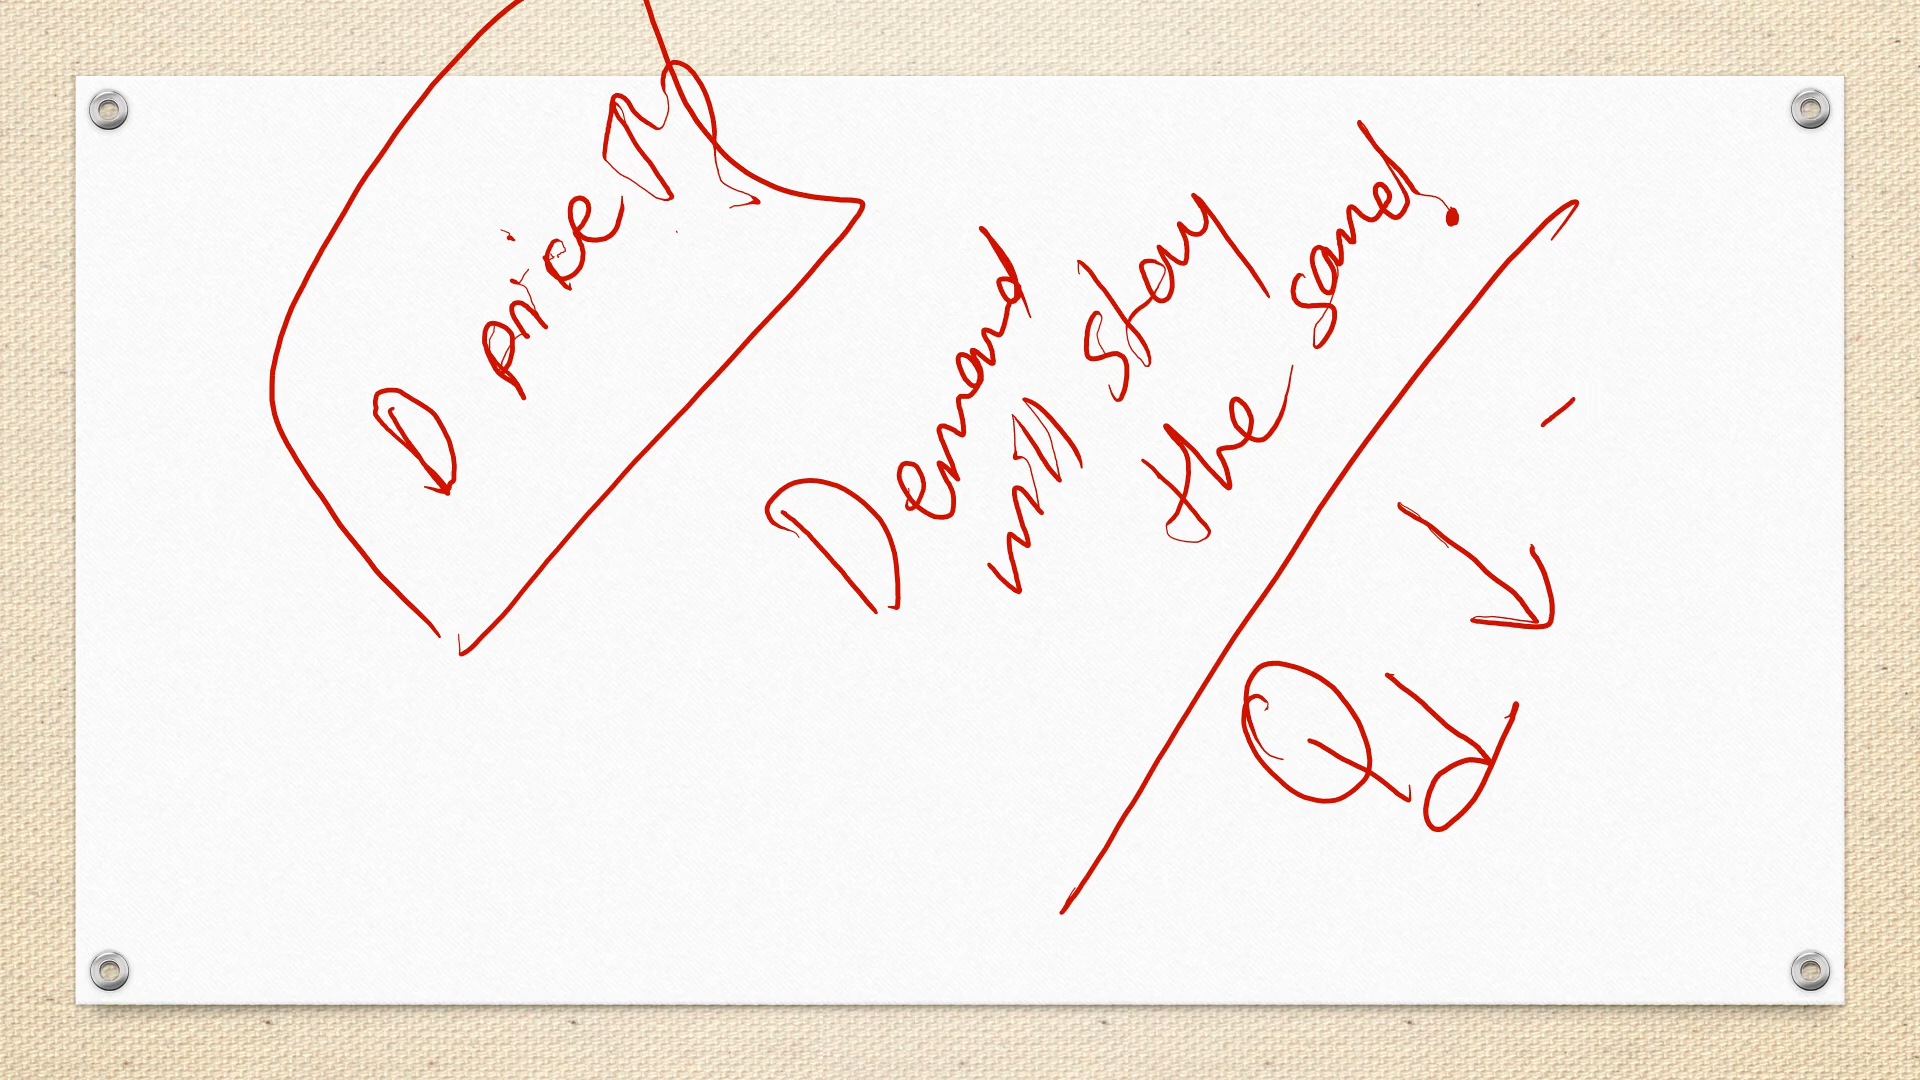 D price
Demand
will stay
the same
↓
Qd